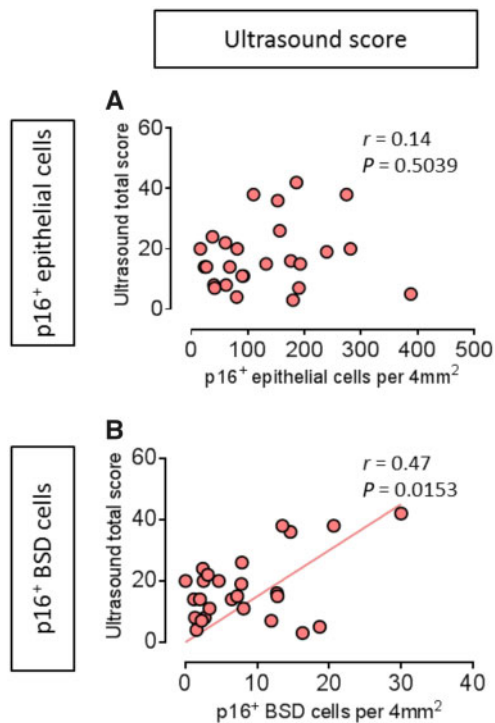 Ultrasound score
A
p16⁺ epithelial cells
Ultrasound total score
60
40
20
0
r = 0.14
P = 0.5039
0 100 200 300 400 500
p16⁺ epithelial cells per 4mm²
B
p16⁺ BSD cells
Ultrasound total score
60
40
20
0
r = 0.47
P = 0.0153
0 10 20 30 40
p16⁺ BSD cells per 4mm²